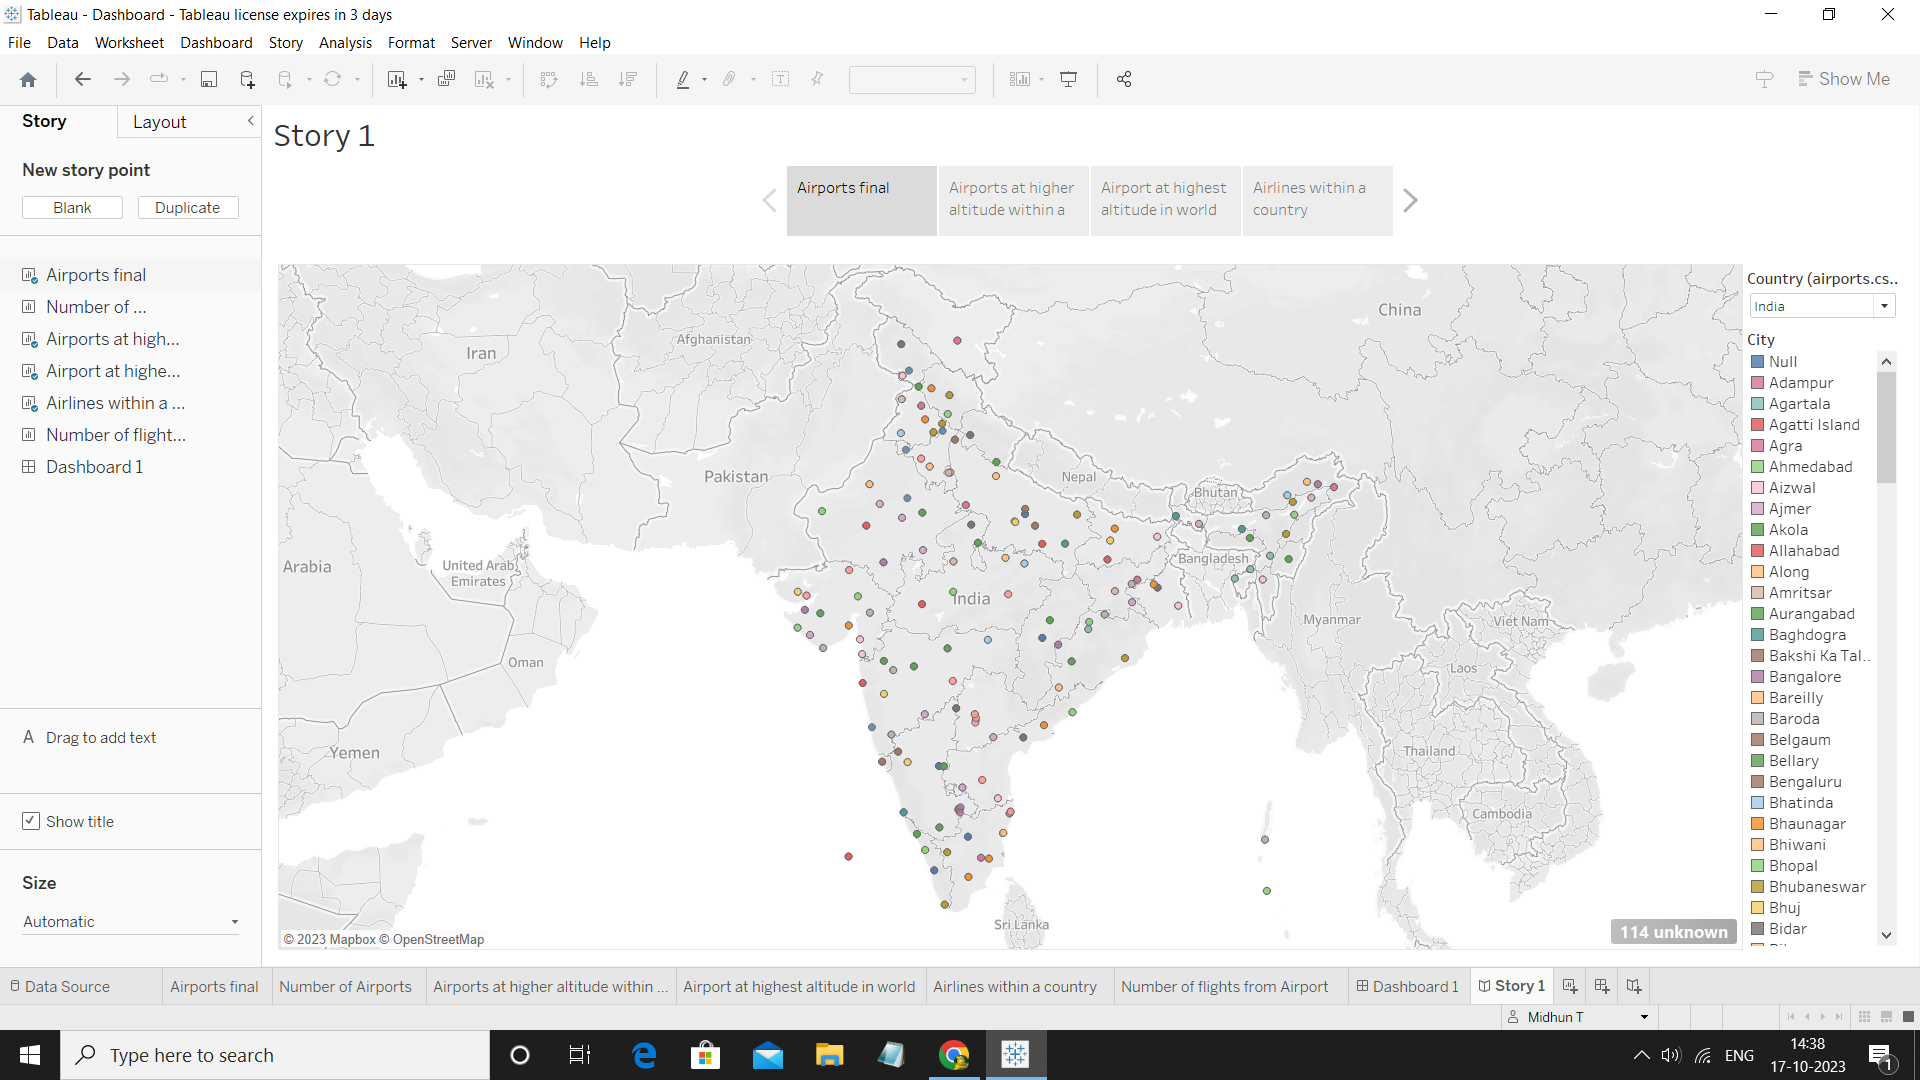 Tableau - Dashboard - Tableau license expires in 3 days
File Data Worksheet Dashboard Story Analysis Format Server Window Help
Show Me
Story Layout
Story 1
New story point
Blank Duplicate
Airports final
Airports at higher
altitude within a
Airport at highest
altitude in world
Airlines within a
country
Airports final
Number of ...
Airports at high...
Airport at highe...
Airlines within a ...
Number of flight...
Dashboard 1
A Drag to add text
Show title
Size
Automatic
China
Iran
Afghanistan
Pakistan
Nepal
Bhutan
Arabia
United Arab
Emirates
Bangladesh
India
Myanmar
Viet Nam
Oman
Laos
Yemen
Thailand
Cambodia
Sri Lanka
© 2023 Mapbox © OpenStreetMap
114 unknown
Country (airports.cs..
India
City
Null
Adampur
Agartala
Agatti Island
Agra
Ahmedabad
Aizwal
Ajmer
Akola
Allahabad
Along
Amritsar
Aurangabad
Baghdogra
Bakshi Ka Tal..
Bangalore
Bareilly
Baroda
Belgaum
Bellary
Bengaluru
Bhatinda
Bhaunagar
Bhiwani
Bhopal
Bhubaneswar
Bhuj
Bidar
Data Source Airports final Number of Airports Airports at higher altitude within ... Airport at highest altitude in world Airlines within a country Number of flights from Airport Dashboard 1 Story 1
Midhun T
Type here to search
ENG
14:38
17-10-2023
1